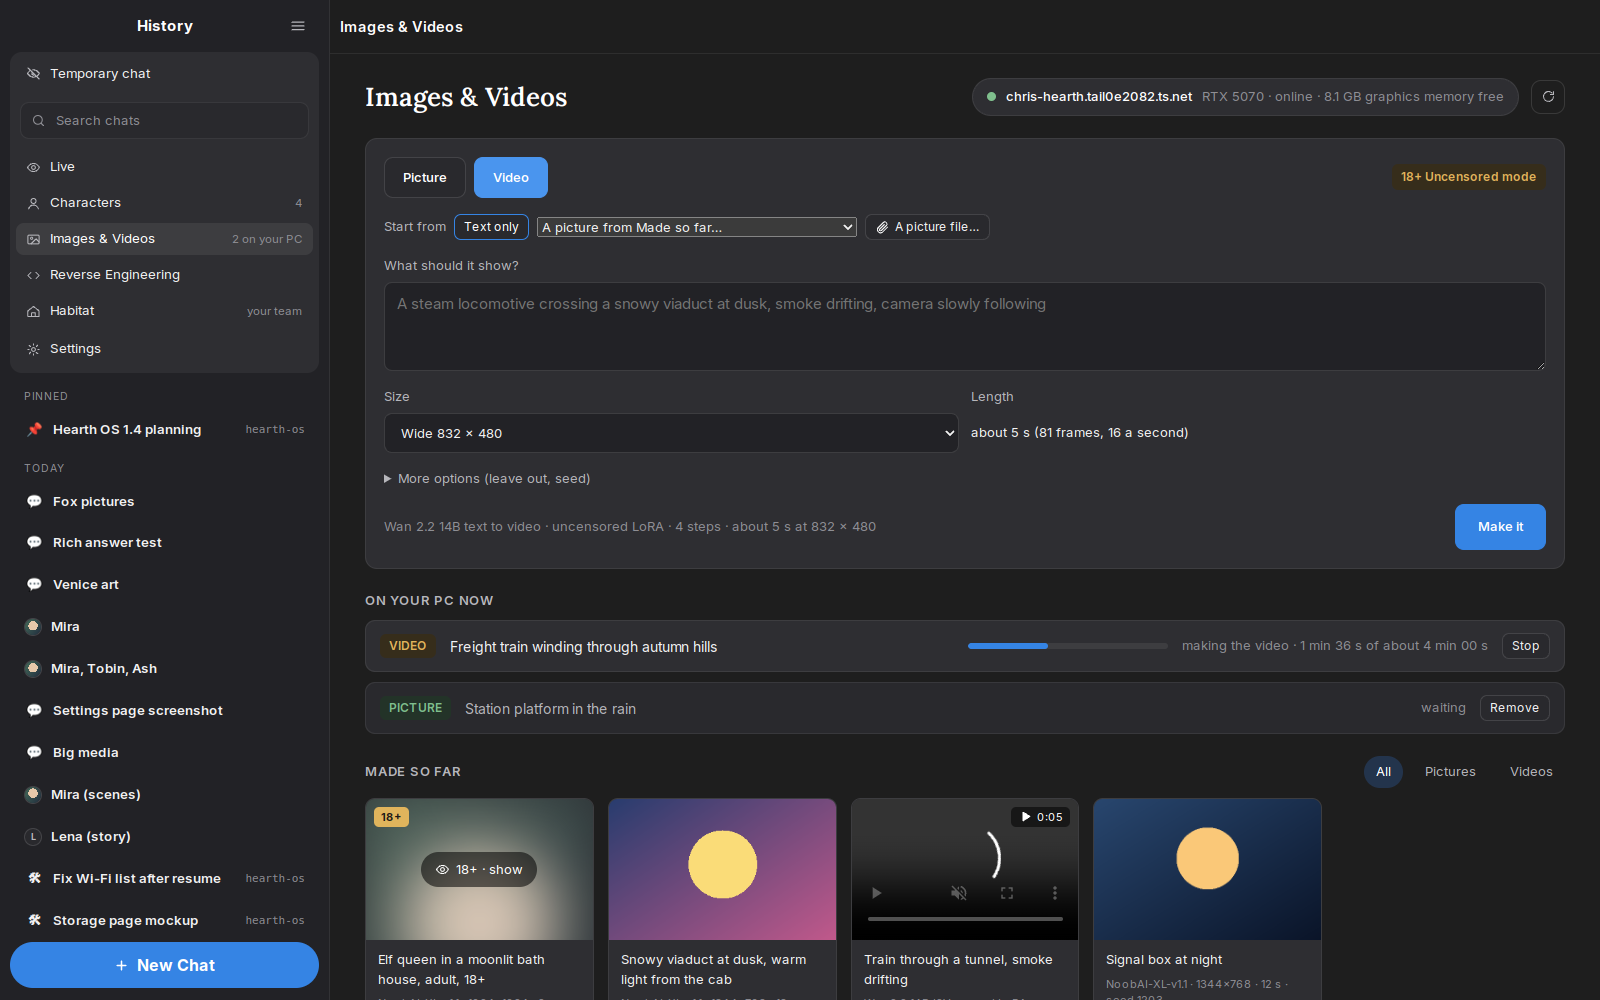 History
Temporary chat
Search chats
Live
Characters 4
Images & Videos 2 on your PC
Reverse Engineering
Habitat your team
Settings
PINNED
Hearth OS 1.4 planning hearth-os
TODAY
Fox pictures
Rich answer test
Venice art
Mira
Mira, Tobin, Ash
Settings page screenshot
Big media
Mira (scenes)
L Lena (story)
Fix Wi-Fi list after resume hearth-os
Storage page mockup hearth-os
+ New Chat
Images & Videos
Images & Videos
chris-hearth.tail0e2082.ts.net RTX 5070 · online · 8.1 GB graphics memory free
Picture Video 18+ Uncensored mode
Start from Text only A picture from Made so far... A picture file...
What should it show?
A steam locomotive crossing a snowy viaduct at dusk, smoke drifting, camera slowly following
Size Length
Wide 832 × 480 about 5 s (81 frames, 16 a second)
More options (leave out, seed)
Wan 2.2 14B text to video · uncensored LoRA · 4 steps · about 5 s at 832 × 480 Make it
ON YOUR PC NOW
VIDEO Freight train winding through autumn hills making the video · 1 min 36 s of about 4 min 00 s Stop
PICTURE Station platform in the rain waiting Remove
MADE SO FAR All Pictures Videos
18+
18+ · show
Elf queen in a moonlit bath
house, adult, 18+
Snowy viaduct at dusk, warm
light from the cab
0:05
Train through a tunnel, smoke
drifting
Signal box at night
NoobAI-XL-v1.1 · 1344×768 · 12 s ·